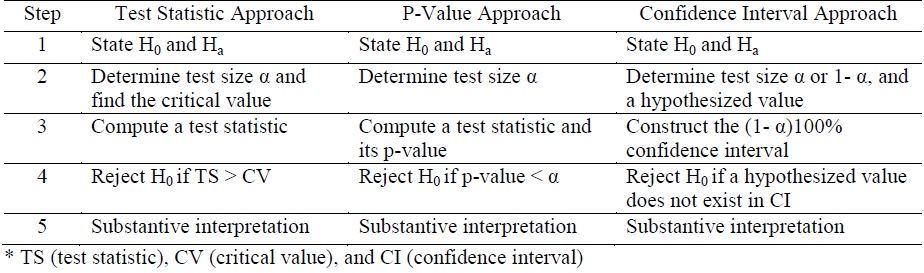 Step Test Statistic Approach P-Value Approach Confidence Interval Approach
1 State H0 and Ha State H0 and Ha State H0 and Ha
2 Determine test size α and Determine test size α Determine test size α or 1- α, and
find the critical value a hypothesized value
3 Compute a test statistic Compute a test statistic and Construct the (1- α)100%
its p-value confidence interval
4 Reject H0 if TS > CV Reject H0 if p-value < α Reject H0 if a hypothesized value
does not exist in CI
5 Substantive interpretation Substantive interpretation Substantive interpretation
* TS (test statistic), CV (critical value), and CI (confidence interval)